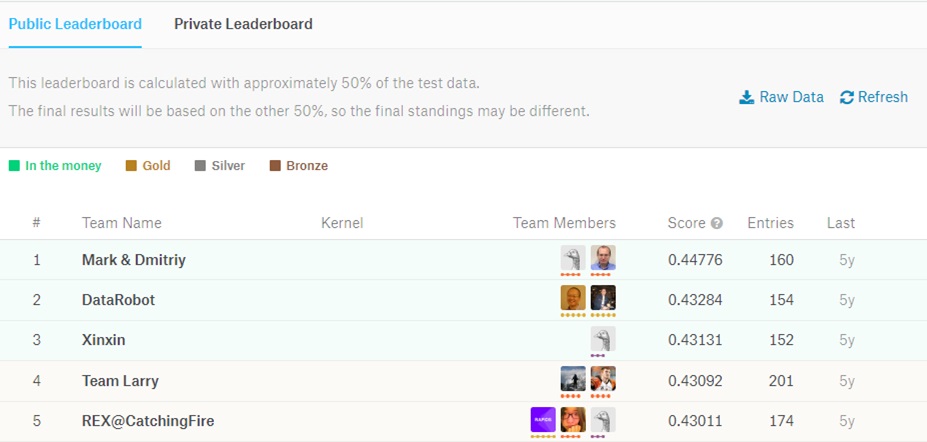 Public Leaderboard Private Leaderboard
This leaderboard is calculated with approximately 50% of the test data.
The final results will be based on the other 50%, so the final standings may be different.
Raw Data Refresh
In the money Gold Silver Bronze
# Team Name Kernel Team Members Score ? Entries Last
1 Mark & Dmitriy 0.44776 160 5y
2 DataRobot 0.43284 154 5y
3 Xinxin 0.43131 152 5y
4 Team Larry 0.43092 201 5y
5 REX@CatchingFire RAPIDS 0.43011 174 5y